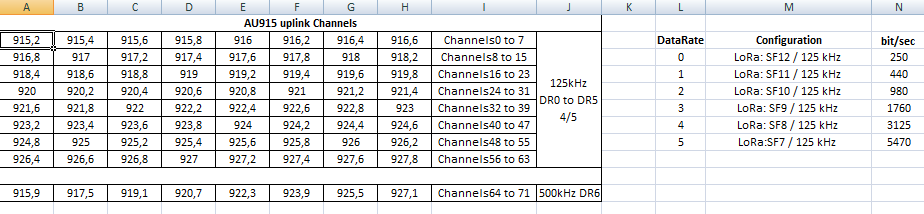 A B C D E F G H I J K L M N
AU915 uplink Channels
915,2 915,4 915,6 915,8 916 916,2 916,4 916,6 Channels0 to 7 DataRate Configuration bit/sec
916,8 917 917,2 917,4 917,6 917,8 918 918,2 Channels8 to 15 0 LoRa: SF12 / 125 kHz 250
918,4 918,6 918,8 919 919,2 919,4 919,6 919,8 Channels16 to 23 1 LoRa: SF11 / 125 kHz 440
920 920,2 920,4 920,6 920,8 921 921,2 921,4 Channels24 to 31 125kHz 2 LoRa: SF10 / 125 kHz 980
921,6 921,8 922 922,2 922,4 922,6 922,8 923 Channels32 to 39 DR0 to DR5 3 LoRa: SF9 / 125 kHz 1760
923,2 923,4 923,6 923,8 924 924,2 924,4 924,6 Channels40 to 47 4/5 4 LoRa: SF8 / 125 kHz 3125
924,8 925 925,2 925,4 925,6 925,8 926 926,2 Channels48 to 55 5 LoRa:SF7 / 125 kHz 5470
926,4 926,6 926,8 927 927,2 927,4 927,6 927,8 Channels56 to 63
915,9 917,5 919,1 920,7 922,3 923,9 925,5 927,1 Channels64 to 71 500kHz DR6